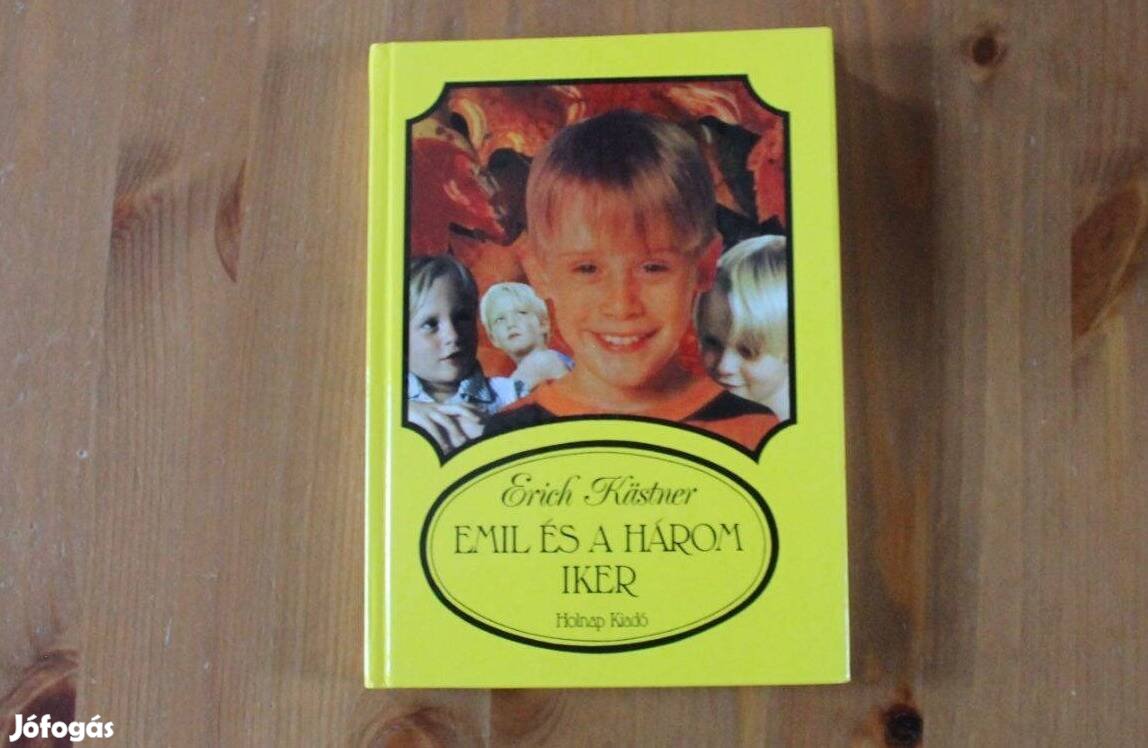 Erich Kästner
EMIL ÉS A HÁROM
IKER
Holnap Kiadó
Jófogás